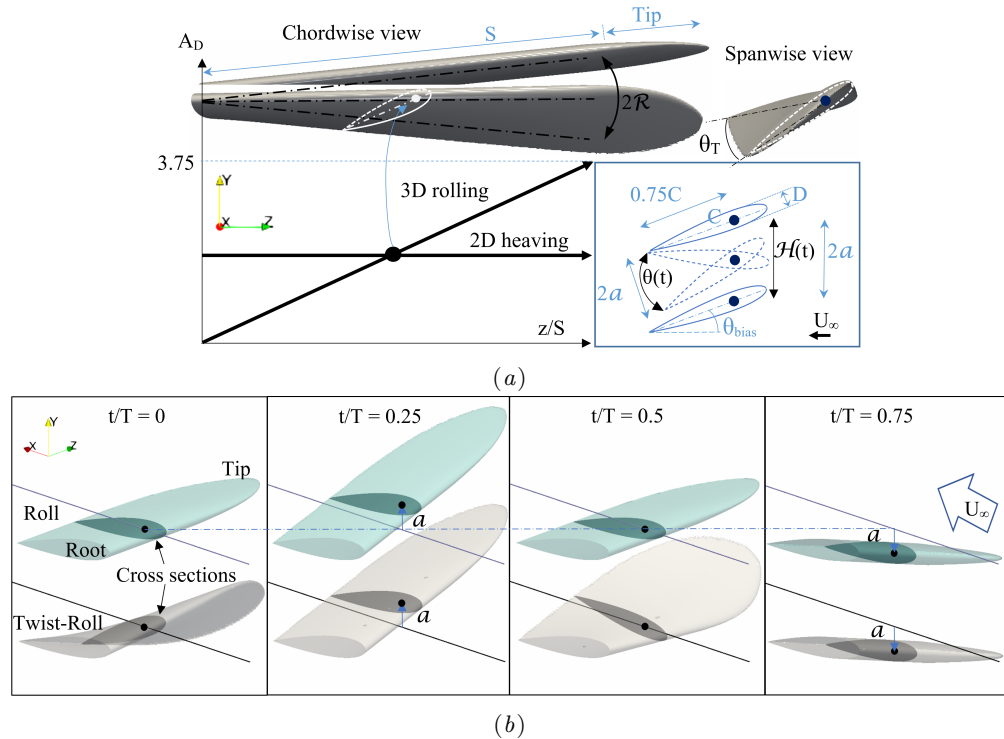 Chordwise view
S
Tip
A_D
Spanwise view
2ℛ
θ_T
3.75
Y
X
Z
3D rolling
2D heaving
z/S
0.75C
C
D
θ(t)
ℋ(t)
2a
2a
θ_bias
U_∞
(a)
t/T = 0
t/T = 0.25
t/T = 0.5
t/T = 0.75
Y
X
Z
Tip
Roll
Root
a
a
U_∞
Cross sections
Twist-Roll
a
a
(b)